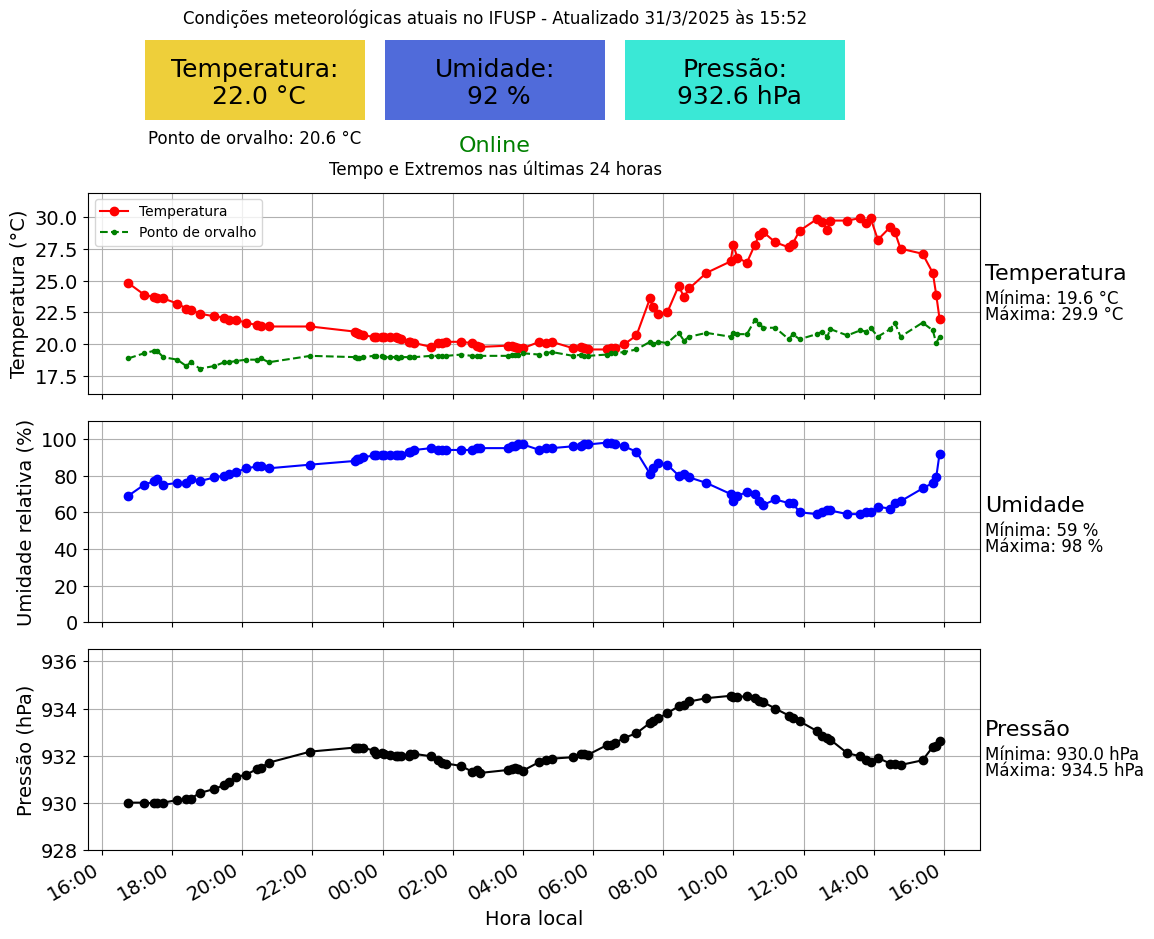 Condições meteorológicas atuais no IFUSP - Atualizado 31/3/2025 às 15:52
Temperatura:
22.0 °C
Umidade:
92 %
Pressão:
932.6 hPa
Ponto de orvalho: 20.6 °C
Online
Tempo e Extremos nas últimas 24 horas
Temperatura (°C)
30.0
27.5
25.0
22.5
20.0
17.5
Temperatura
Ponto de orvalho
Temperatura
Mínima: 19.6 °C
Máxima: 29.9 °C
Umidade relativa (%)
100
80
60
40
20
0
Umidade
Mínima: 59 %
Máxima: 98 %
Pressão (hPa)
936
934
932
930
928
Pressão
Mínima: 930.0 hPa
Máxima: 934.5 hPa
16:00 18:00 20:00 22:00 00:00 02:00 04:00 06:00 08:00 10:00 12:00 14:00 16:00
Hora local